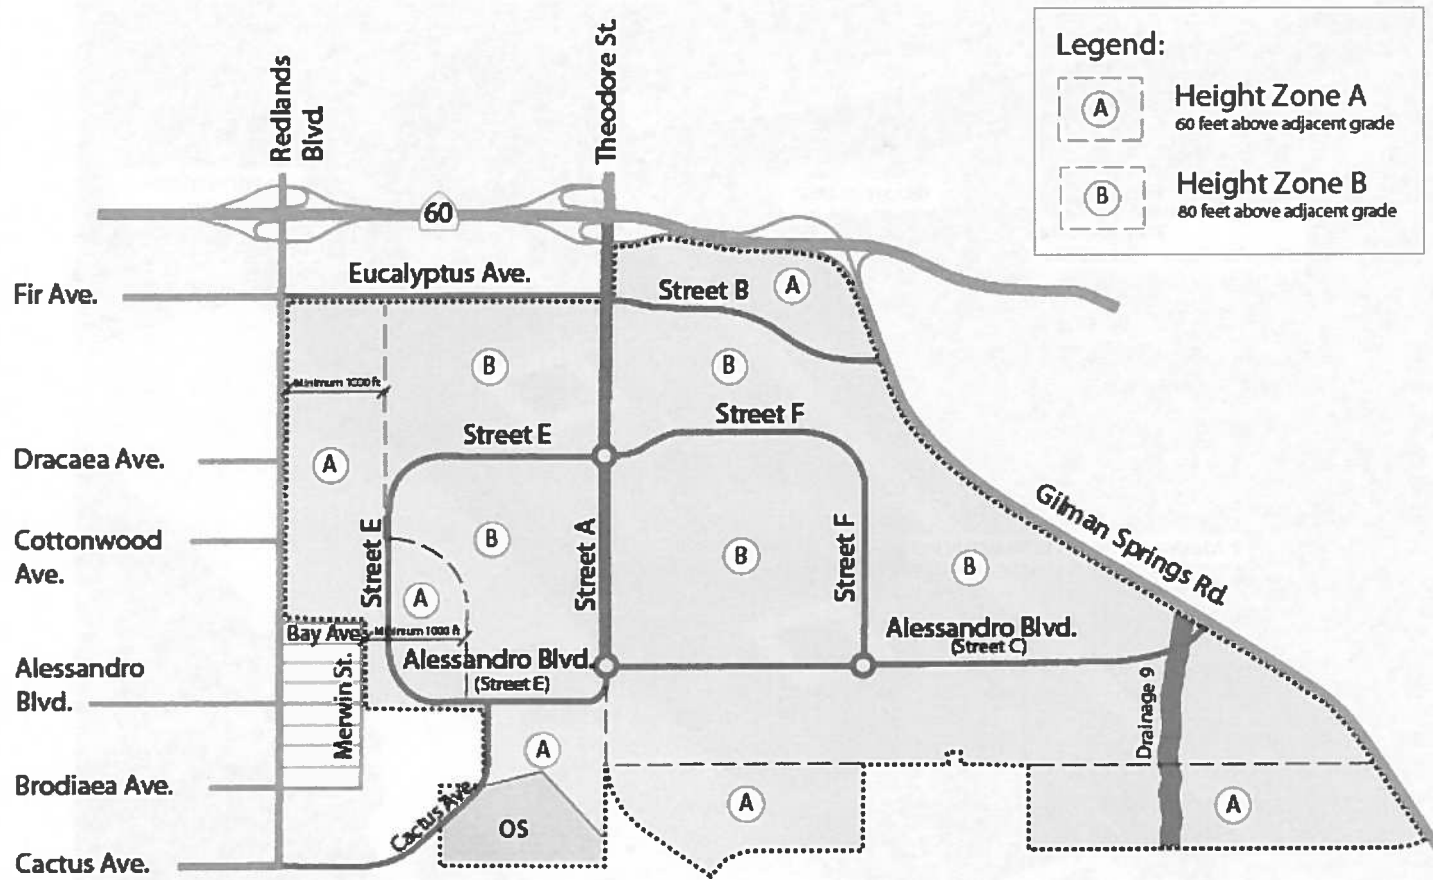 Legend:
A
Height Zone A
60 feet above adjacent grade
B
Height Zone B
80 feet above adjacent grade
Redlands
Blvd.
Theodore St.
60
Eucalyptus Ave.
Fir Ave.
Street B
A
B
B
Minimum 1000 ft
Street F
Street E
Dracaea Ave.
A
Gilman Springs Rd.
Cottonwood
Ave.
Street E
B
Street A
B
Street F
B
A
Bay Ave.
Minimum 1000 ft
Alessandro Blvd.
(Street C)
Alessandro
Blvd.
Merwin St.
Alessandro Blvd.
(Street E)
Drainage 9
A
Brodiaea Ave.
Cactus Ave.
OS
A
A
Cactus Ave.